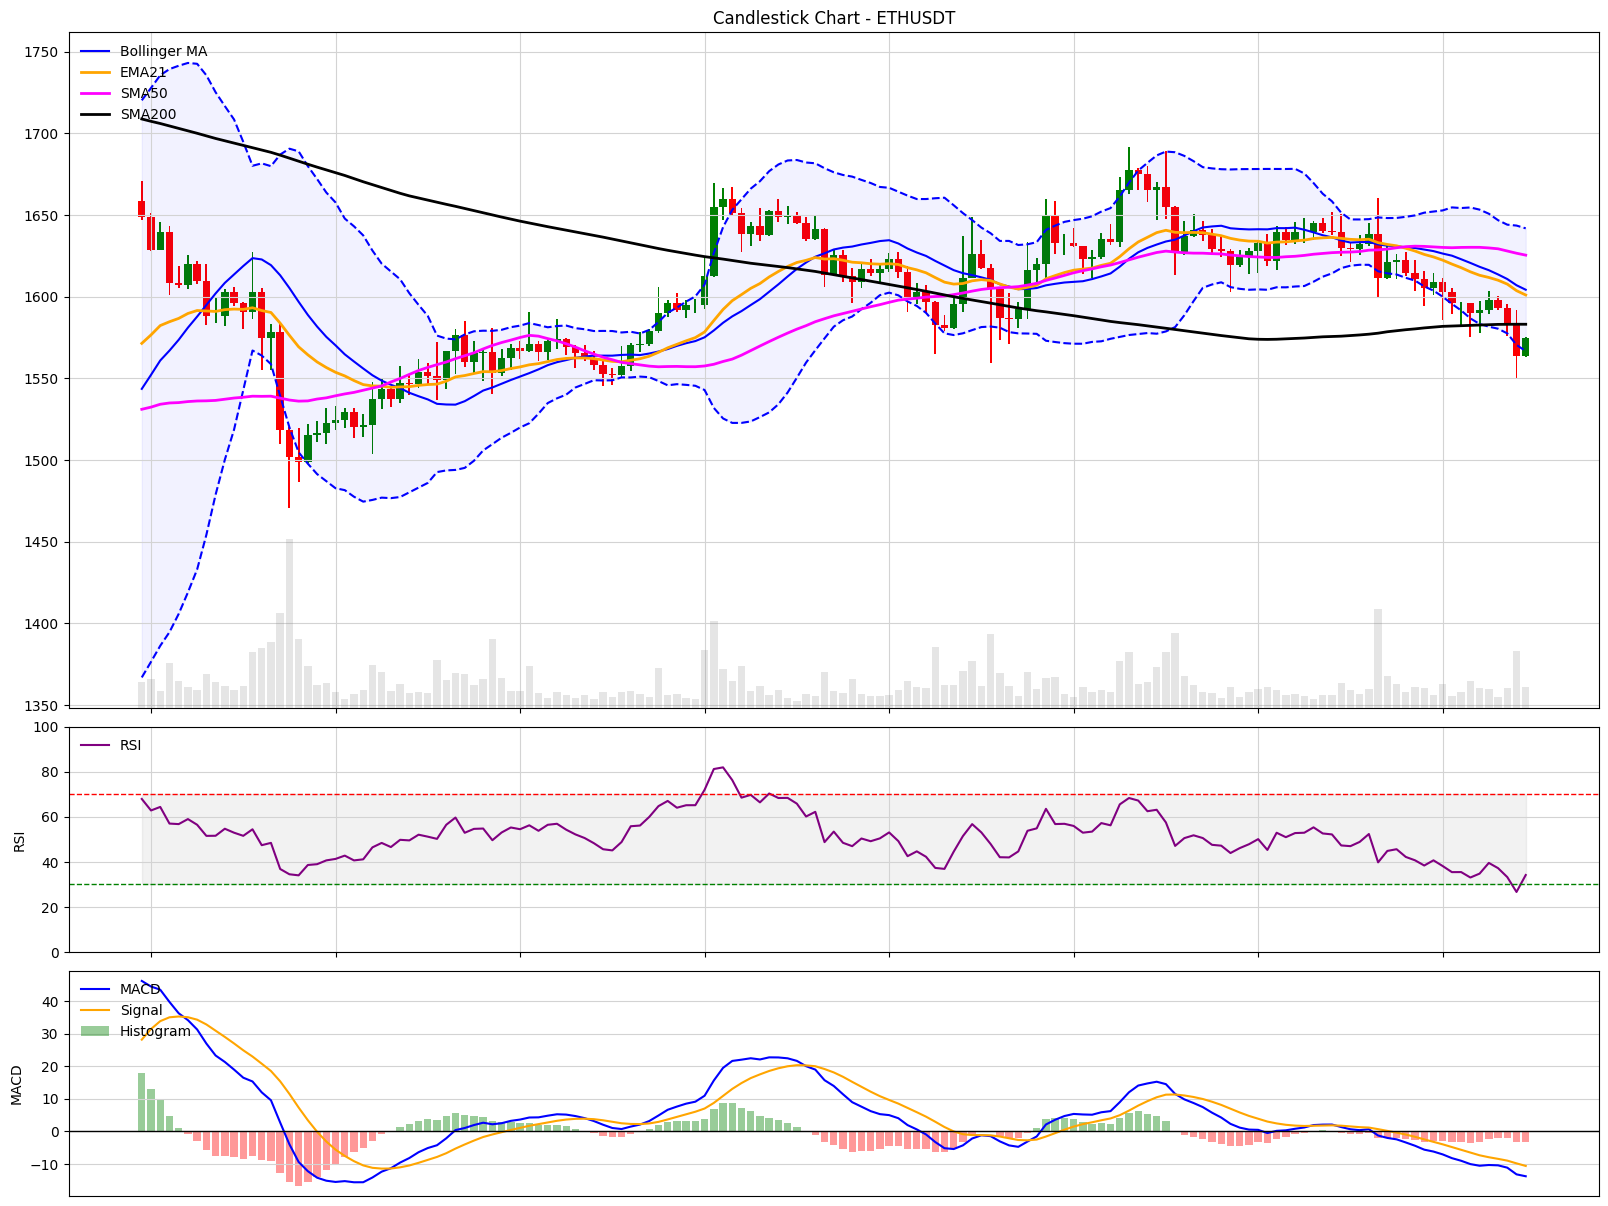 Candlestick Chart - ETHUSDT
Bollinger MA
EMA21
SMA50
SMA200
1750
1700
1650
1600
1550
1500
1450
1400
1350
RSI
RSI
100
80
60
40
20
0
MACD
Signal
Histogram
MACD
40
30
20
10
0
−10